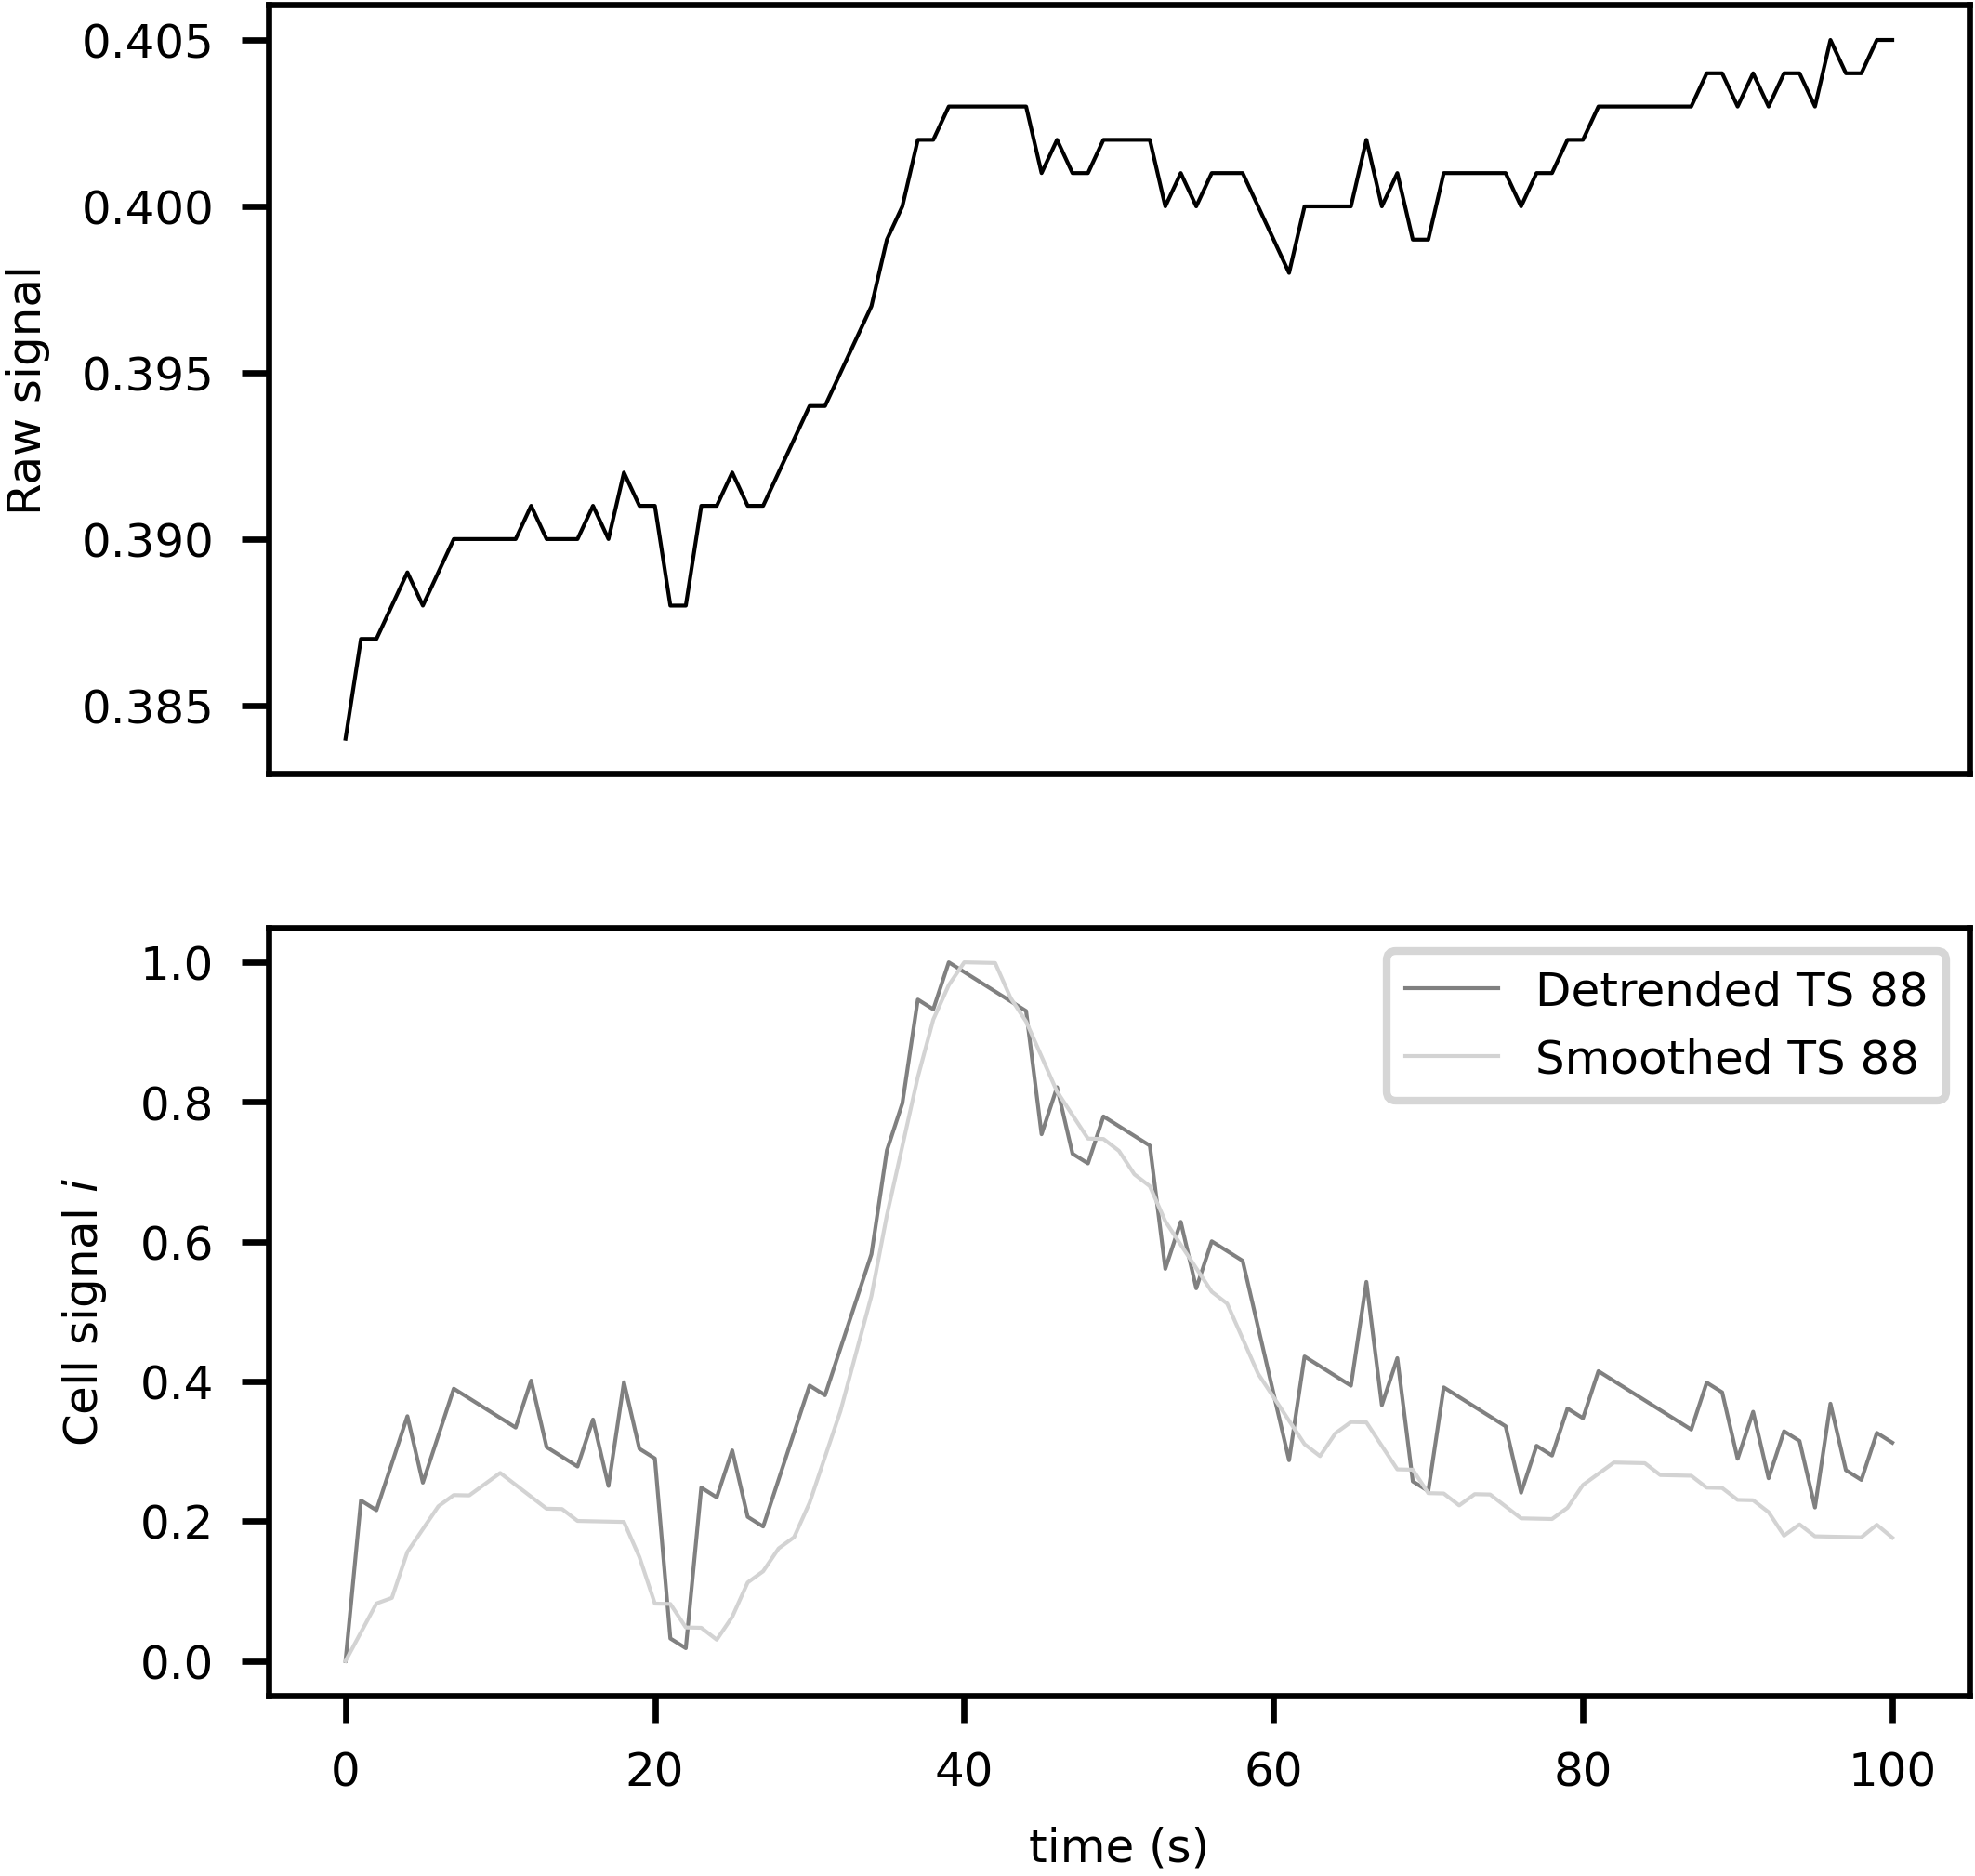 0.405
0.400
0.395
0.390
0.385
Raw signal
1.0
0.8
0.6
0.4
0.2
0.0
Cell signal i
Detrended TS 88
Smoothed TS 88
0 20 40 60 80 100
time (s)